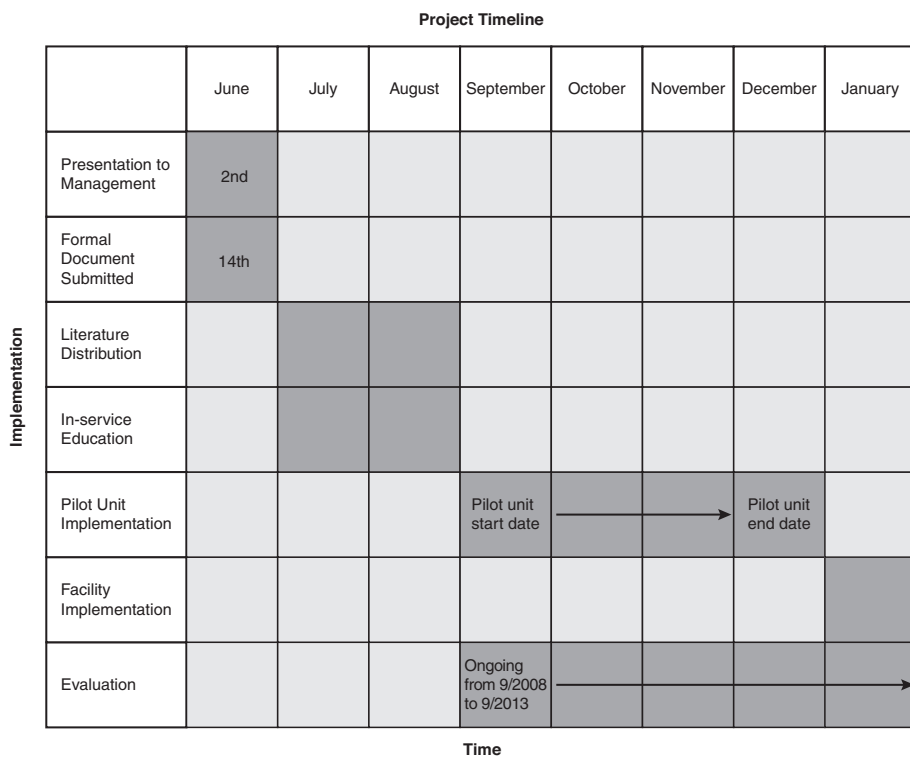 Project Timeline
June July August September October November December January
Presentation to
Management
2nd
Formal
Document
Submitted
14th
Literature
Distribution
In-service
Education
Pilot Unit
Implementation
Pilot unit
start date
Pilot unit
end date
Facility
Implementation
Evaluation
Ongoing
from 9/2008
to 9/2013
Implementation
Time